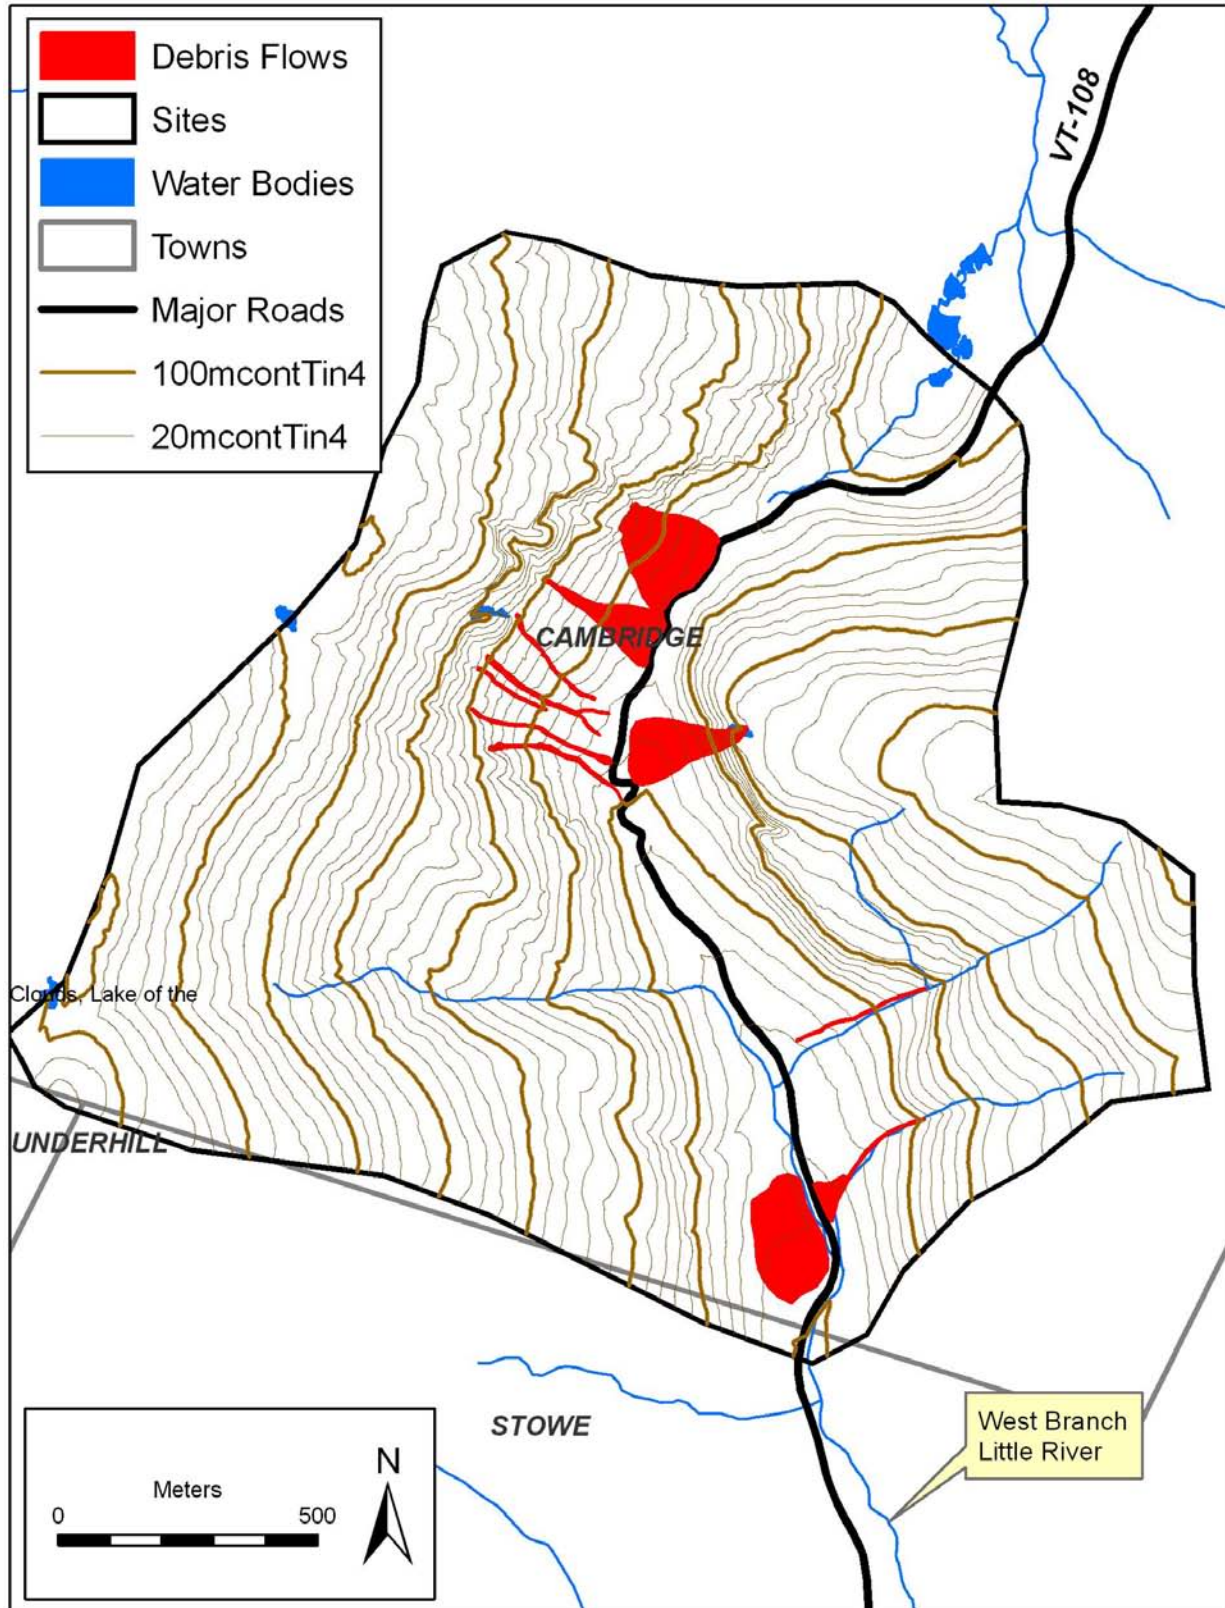 Debris Flows
Sites
Water Bodies
Towns
Major Roads
100mcontTin4
20mcontTin4
VT-108
CAMBRIDGE
Clouds, Lake of the
UNDERHILL
STOWE
West Branch
Little River
Meters
0 500
N